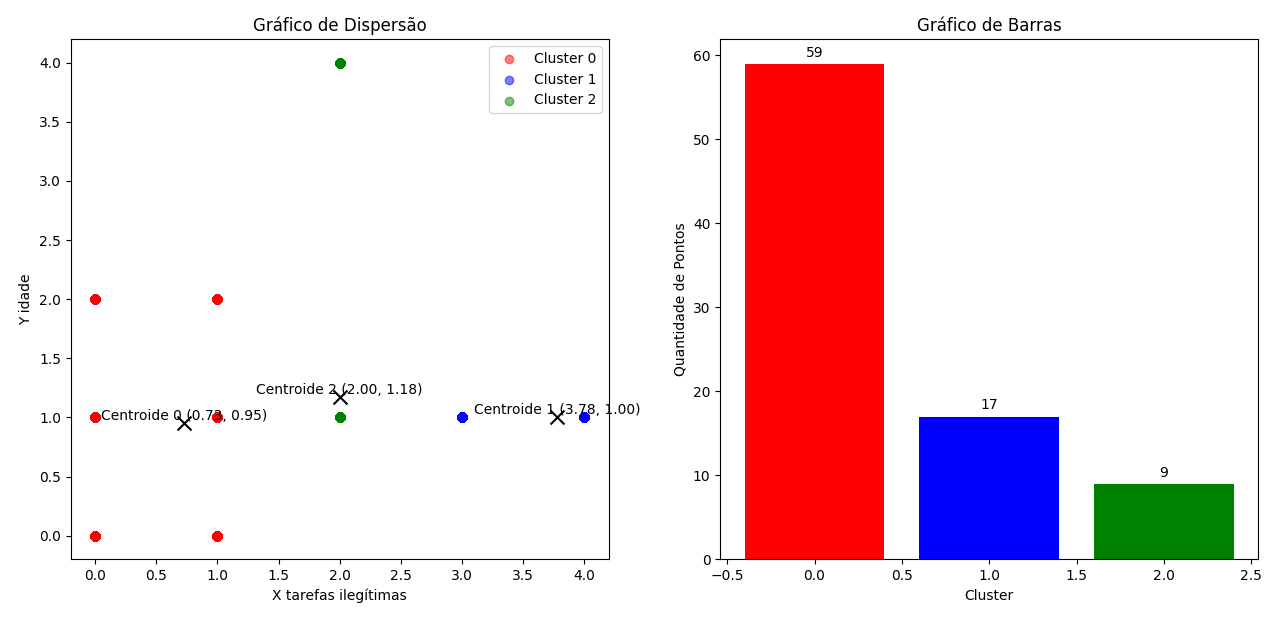 Gráfico de Dispersão
Cluster 0
Cluster 1
Cluster 2
4.0
3.5
3.0
2.5
2.0
1.5
1.0
0.5
0.0
Y idade
Centroide 2 (2.00, 1.18)
Centroide 1 (3.78, 1.00)
Centroide 0 (0.73, 0.95)
0.0 0.5 1.0 1.5 2.0 2.5 3.0 3.5 4.0
X tarefas ilegítimas
Gráfico de Barras
60
50
40
30
20
10
0
Quantidade de Pontos
59
17
9
−0.5 0.0 0.5 1.0 1.5 2.0 2.5
Cluster